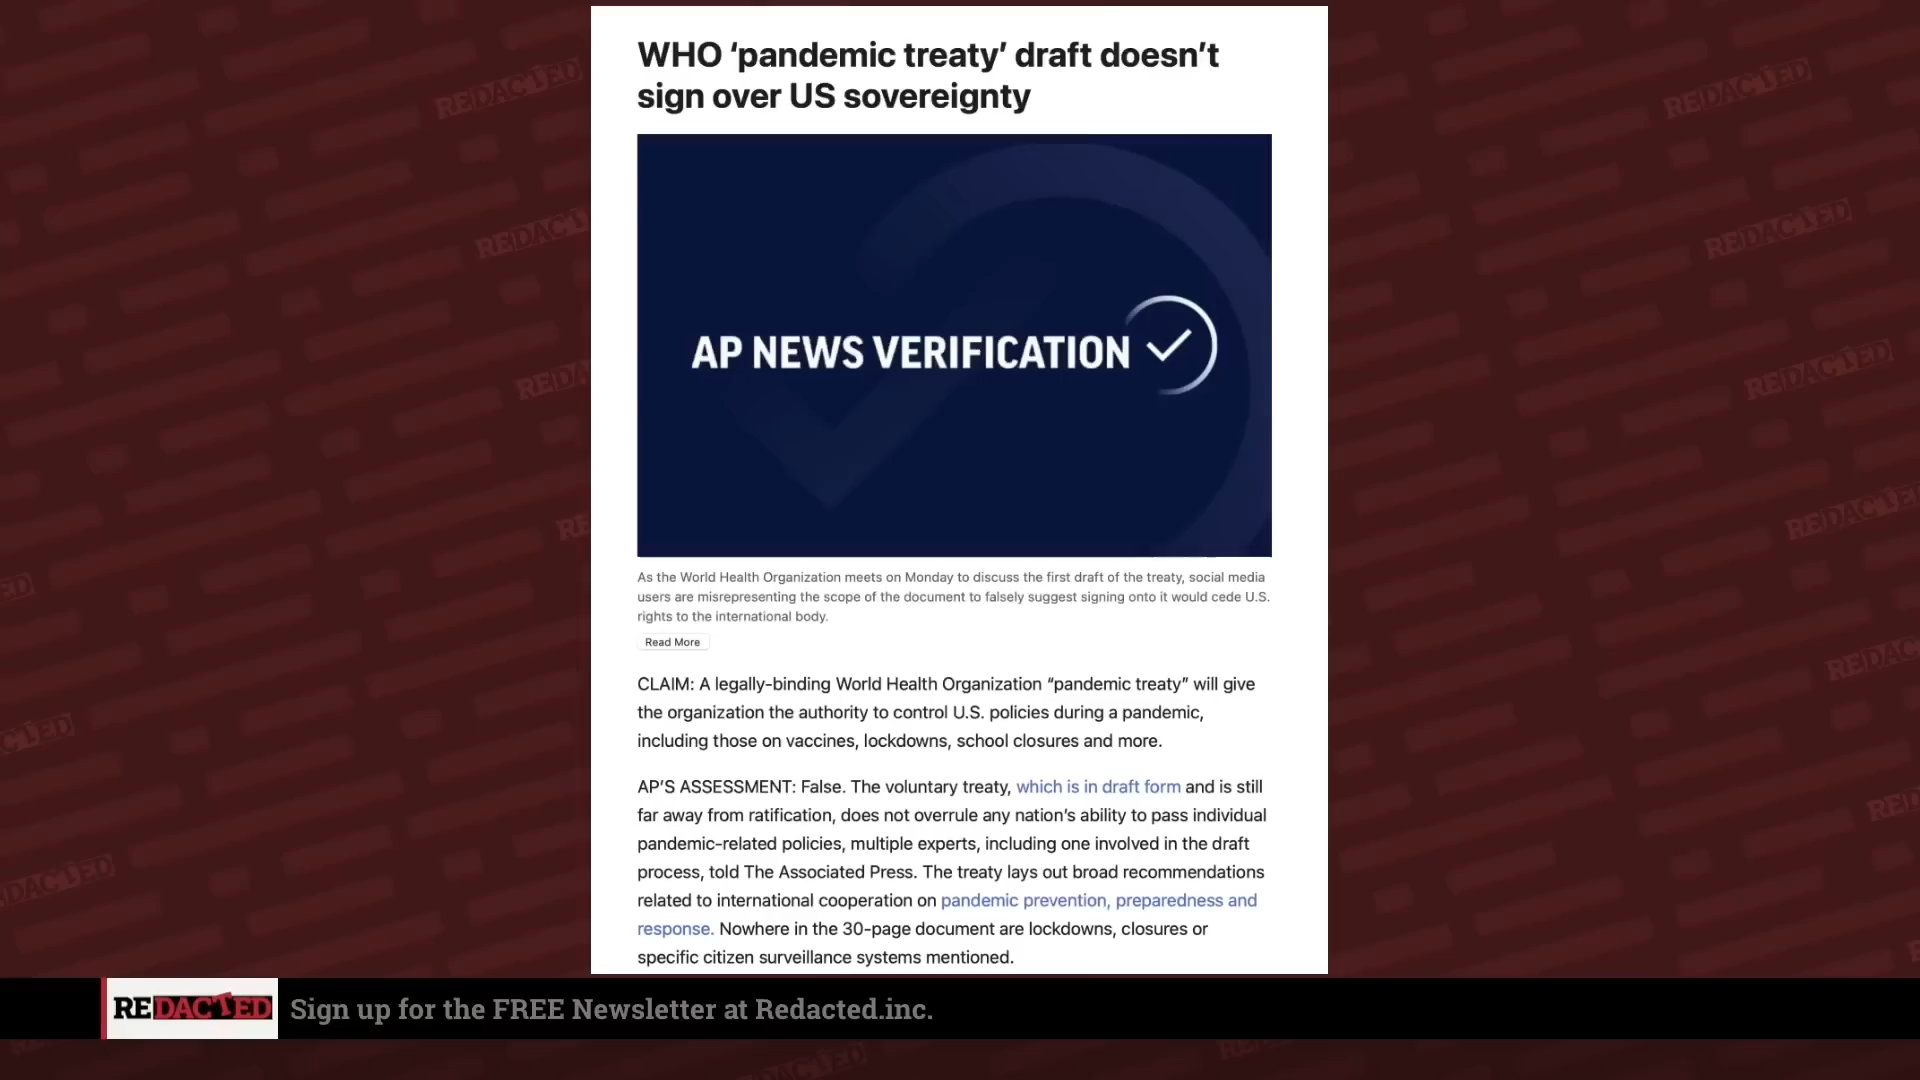 WHO ‘pandemic treaty’ draft doesn’t
sign over US sovereignty
AP NEWS VERIFICATION
As the World Health Organization meets on Monday to discuss the first draft of the treaty, social media
users are misrepresenting the scope of the document to falsely suggest signing onto it would cede U.S.
rights to the international body.
Read More
CLAIM: A legally-binding World Health Organization “pandemic treaty” will give
the organization the authority to control U.S. policies during a pandemic,
including those on vaccines, lockdowns, school closures and more.
AP’S ASSESSMENT: False. The voluntary treaty, which is in draft form and is still
far away from ratification, does not overrule any nation’s ability to pass individual
pandemic-related policies, multiple experts, including one involved in the draft
process, told The Associated Press. The treaty lays out broad recommendations
related to international cooperation on pandemic prevention, preparedness and
response. Nowhere in the 30-page document are lockdowns, closures or
specific citizen surveillance systems mentioned.
REDACTED Sign up for the FREE Newsletter at Redacted.inc.
REDACTED
REDACTED
REDACTED
REDACTED
REDACTED
REDACTED